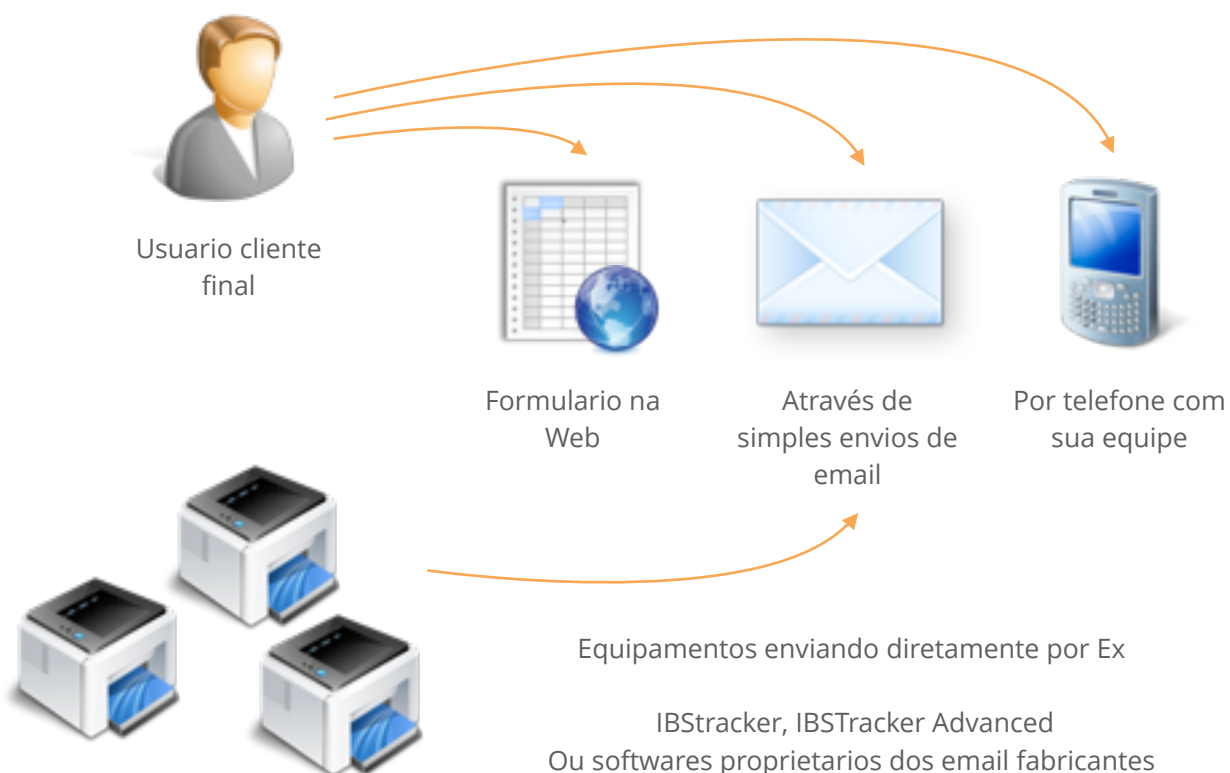 Usuario cliente
final
Formulario na
Web
Através de
simples envios de
email
Por telefone com
sua equipe
Equipamentos enviando diretamente por Ex
IBStracker, IBSTracker Advanced
Ou softwares proprietarios dos email fabricantes